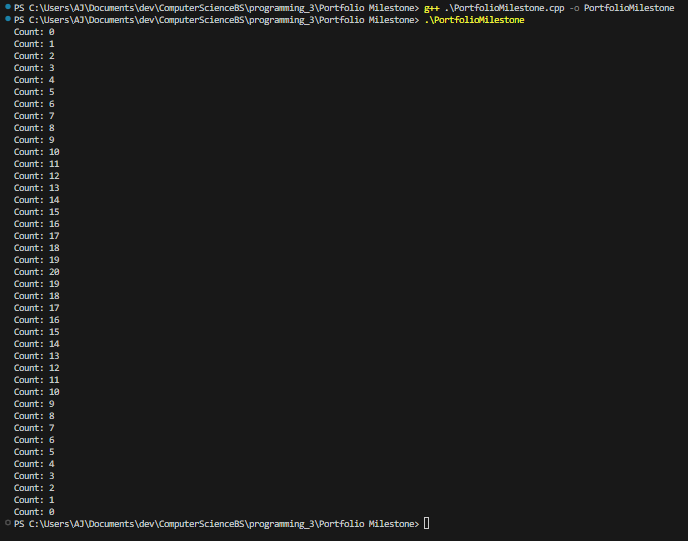 PS C:\Users\AJ\Documents\dev\ComputerScienceBS\programming_3\Portfolio Milestone> g++ .\PortfolioMilestone.cpp -o PortfolioMilestone
PS C:\Users\AJ\Documents\dev\ComputerScienceBS\programming_3\Portfolio Milestone> .\PortfolioMilestone
Count: 0
Count: 1
Count: 2
Count: 3
Count: 4
Count: 5
Count: 6
Count: 7
Count: 8
Count: 9
Count: 10
Count: 11
Count: 12
Count: 13
Count: 14
Count: 15
Count: 16
Count: 17
Count: 18
Count: 19
Count: 20
Count: 19
Count: 18
Count: 17
Count: 16
Count: 15
Count: 14
Count: 13
Count: 12
Count: 11
Count: 10
Count: 9
Count: 8
Count: 7
Count: 6
Count: 5
Count: 4
Count: 3
Count: 2
Count: 1
Count: 0
PS C:\Users\AJ\Documents\dev\ComputerScienceBS\programming_3\Portfolio Milestone>